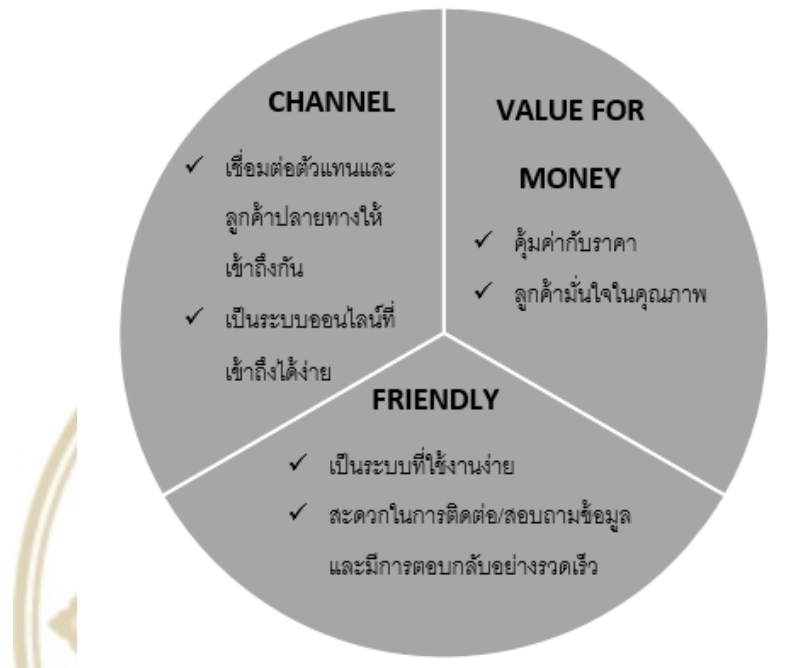 CHANNEL
✓ เชื่อมต่อตัวแทนและ
ลูกค้าปลายทางให้
เข้าถึงกัน
✓ เป็นระบบออนไลน์ที่
เข้าถึงได้ง่าย
VALUE FOR
MONEY
✓ คุ้มค่ากับราคา
✓ ลูกค้ามั่นใจในคุณภาพ
FRIENDLY
✓ เป็นระบบที่ใช้งานง่าย
✓ สะดวกในการติดต่อ/สอบถามข้อมูล
และมีการตอบกลับอย่างรวดเร็ว